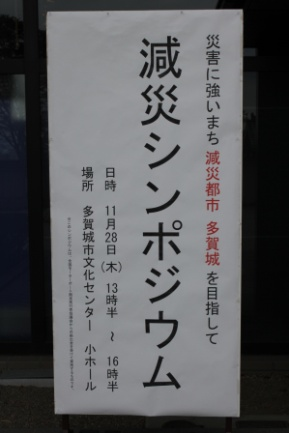 災害に強いまち 減災都市 多賀城 を目指して
減災シンポジウム
日時 11月28日(木) 13時半 ~ 16時半
場所 多賀城市文化センター 小ホール